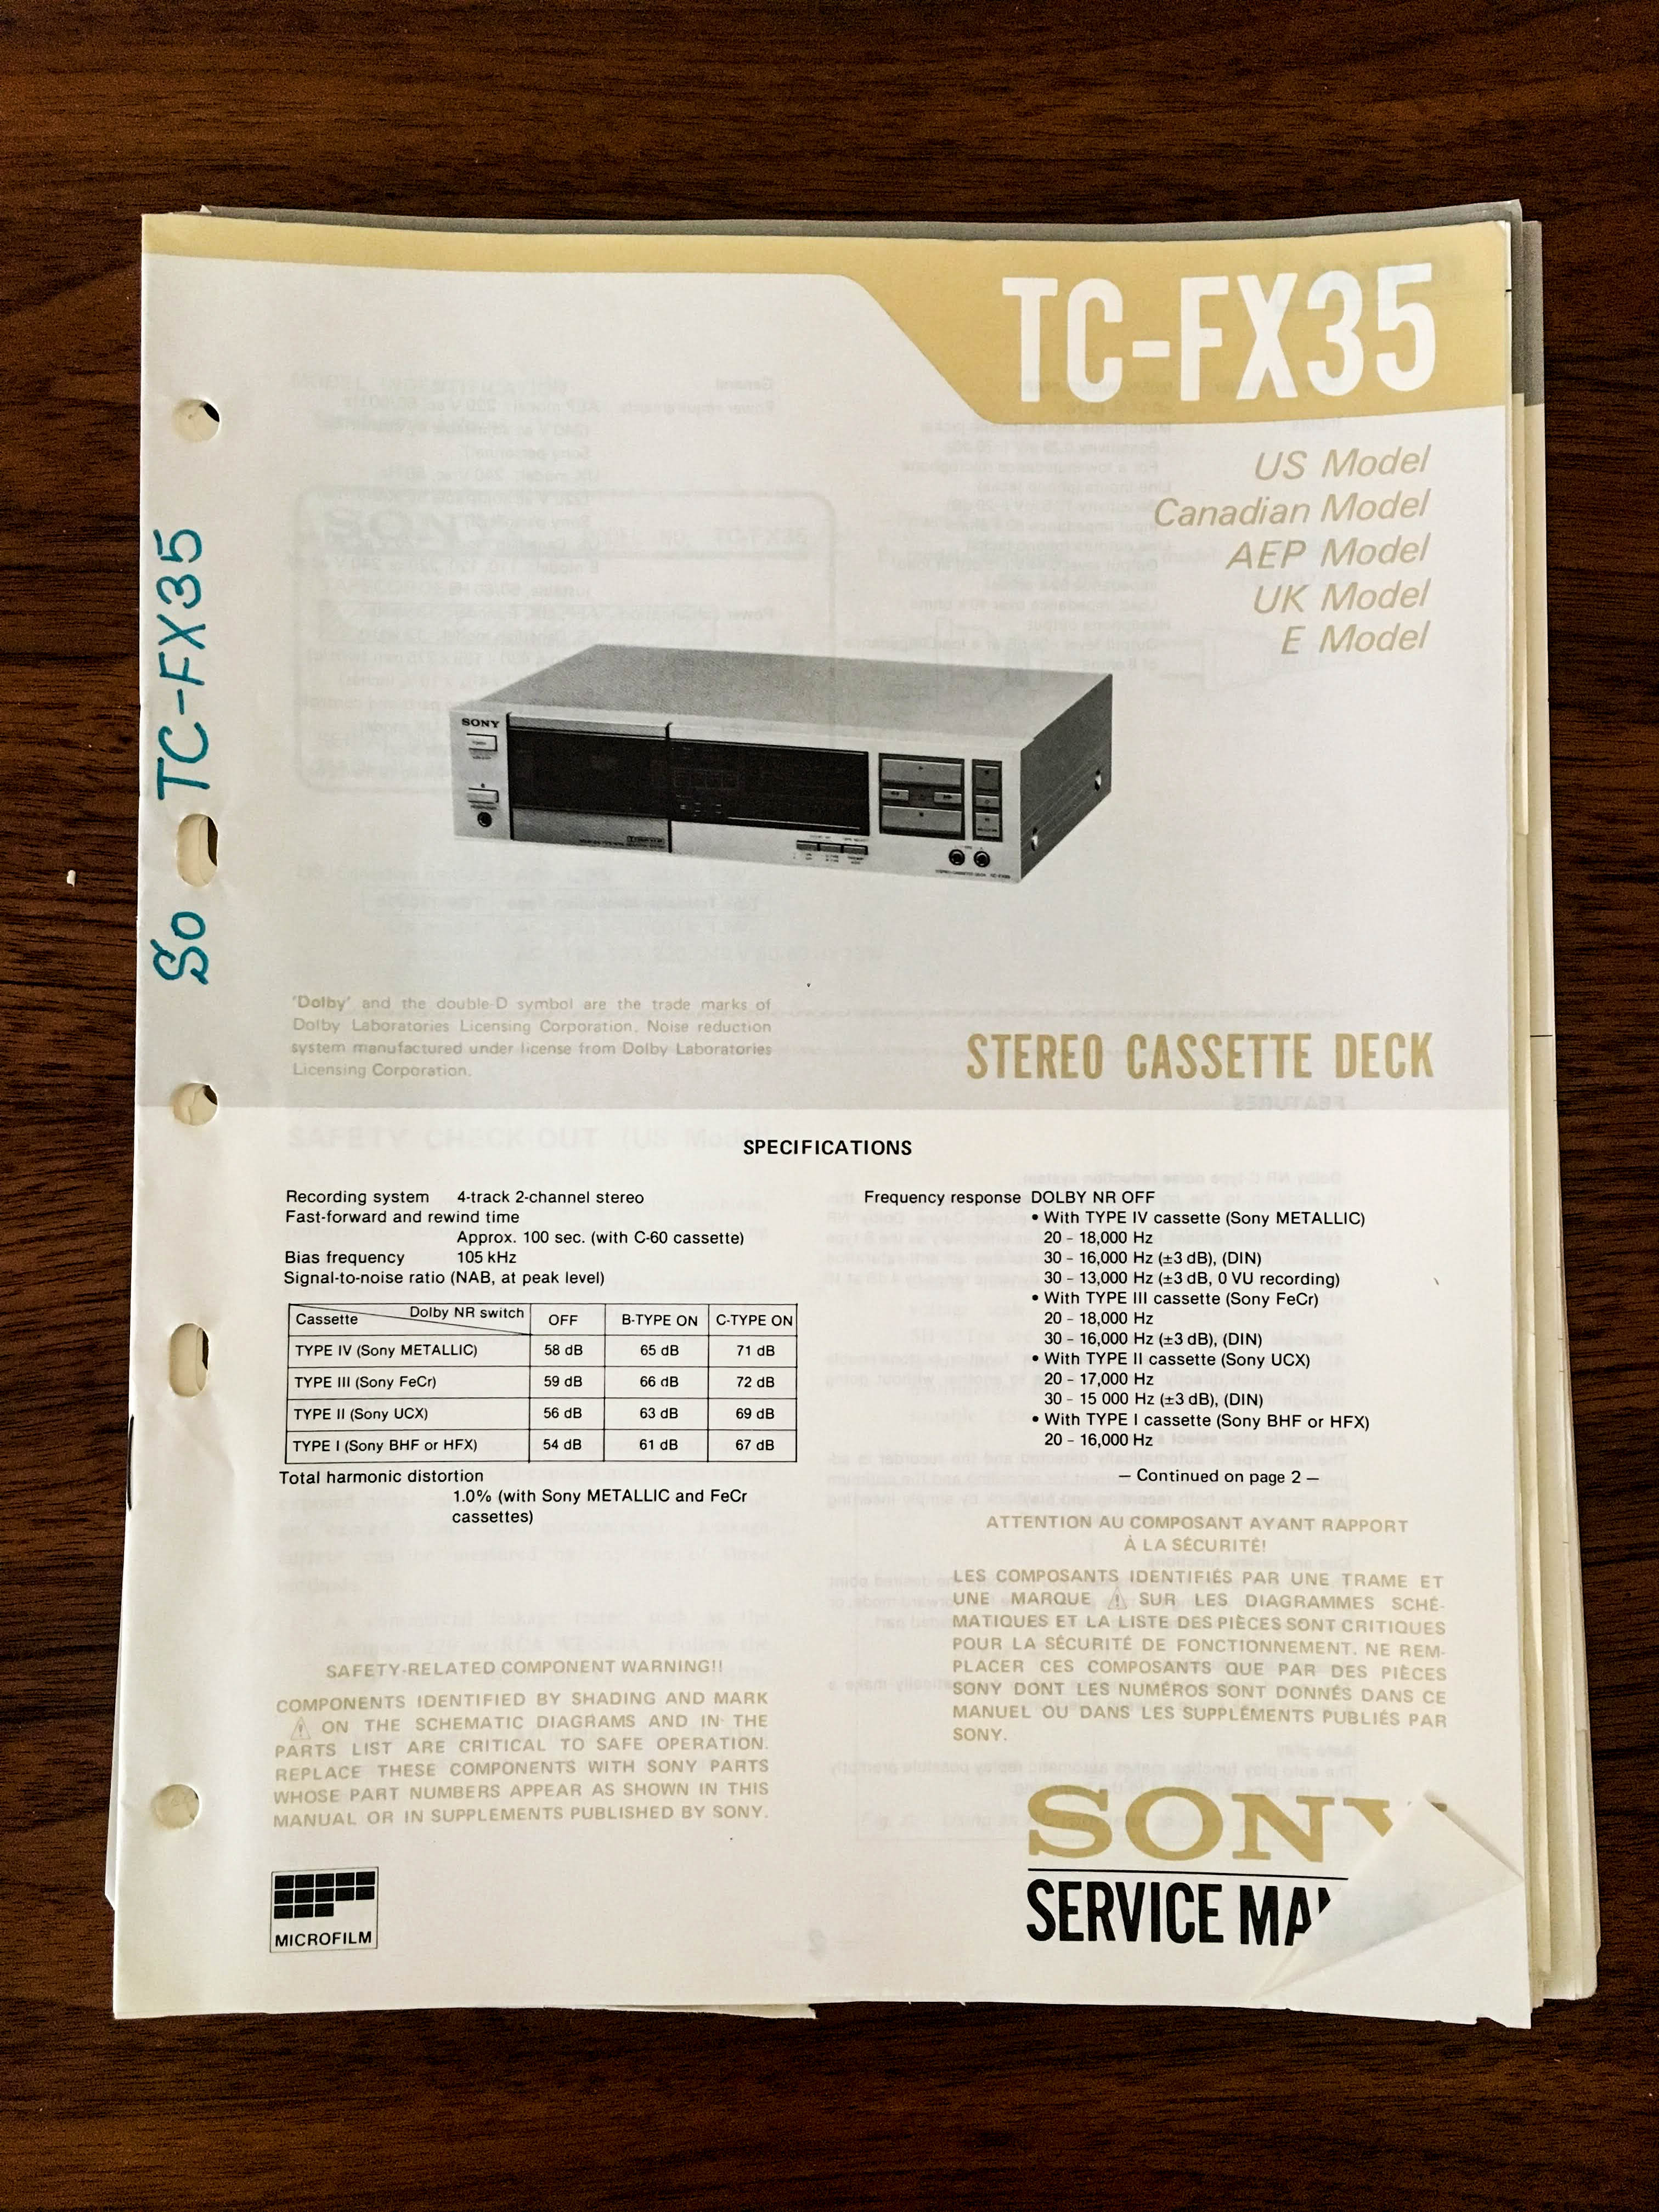 TC-FX35
US Model
Canadian Model
AEP Model
UK Model
E Model
So TC-FX35
SONY
'Dolby' and the double-D symbol are the trade marks of
Dolby Laboratories Licensing Corporation. Noise reduction
system manufactured under license from Dolby Laboratories
Licensing Corporation.
STEREO CASSETTE DECK
SPECIFICATIONS
Recording system 4-track 2-channel stereo
Fast-forward and rewind time
Approx. 100 sec. (with C-60 cassette)
Bias frequency 105 kHz
Signal-to-noise ratio (NAB, at peak level)
Cassette Dolby NR switch OFF B-TYPE ON C-TYPE ON
TYPE IV (Sony METALLIC) 58 dB 65 dB 71 dB
TYPE III (Sony FeCr) 59 dB 66 dB 72 dB
TYPE II (Sony UCX) 56 dB 63 dB 69 dB
TYPE I (Sony BHF or HFX) 54 dB 61 dB 67 dB
Total harmonic distortion
1.0% (with Sony METALLIC and FeCr
cassettes)
Frequency response DOLBY NR OFF
• With TYPE IV cassette (Sony METALLIC)
20 – 18,000 Hz
30 – 16,000 Hz (±3 dB), (DIN)
30 – 13,000 Hz (±3 dB, 0 VU recording)
• With TYPE III cassette (Sony FeCr)
20 – 18,000 Hz
30 – 16,000 Hz (±3 dB), (DIN)
• With TYPE II cassette (Sony UCX)
20 – 17,000 Hz
30 – 15 000 Hz (±3 dB), (DIN)
• With TYPE I cassette (Sony BHF or HFX)
20 – 16,000 Hz
— Continued on page 2 —
SAFETY-RELATED COMPONENT WARNING!!
COMPONENTS IDENTIFIED BY SHADING AND MARK
⚠ ON THE SCHEMATIC DIAGRAMS AND IN THE
PARTS LIST ARE CRITICAL TO SAFE OPERATION.
REPLACE THESE COMPONENTS WITH SONY PARTS
WHOSE PART NUMBERS APPEAR AS SHOWN IN THIS
MANUAL OR IN SUPPLEMENTS PUBLISHED BY SONY.
ATTENTION AU COMPOSANT AYANT RAPPORT
À LA SÉCURITÉ!
LES COMPOSANTS IDENTIFIÉS PAR UNE TRAME ET
UNE MARQUE ⚠ SUR LES DIAGRAMMES SCHÉ-
MATIQUES ET LA LISTE DES PIÈCES SONT CRITIQUES
POUR LA SÉCURITÉ DE FONCTIONNEMENT. NE REM-
PLACER CES COMPOSANTS QUE PAR DES PIÈCES
SONY DONT LES NUMÉROS SONT DONNÉS DANS CE
MANUEL OU DANS LES SUPPLÉMENTS PUBLIÉS PAR
SONY.
MICROFILM
SONY
SERVICE MA